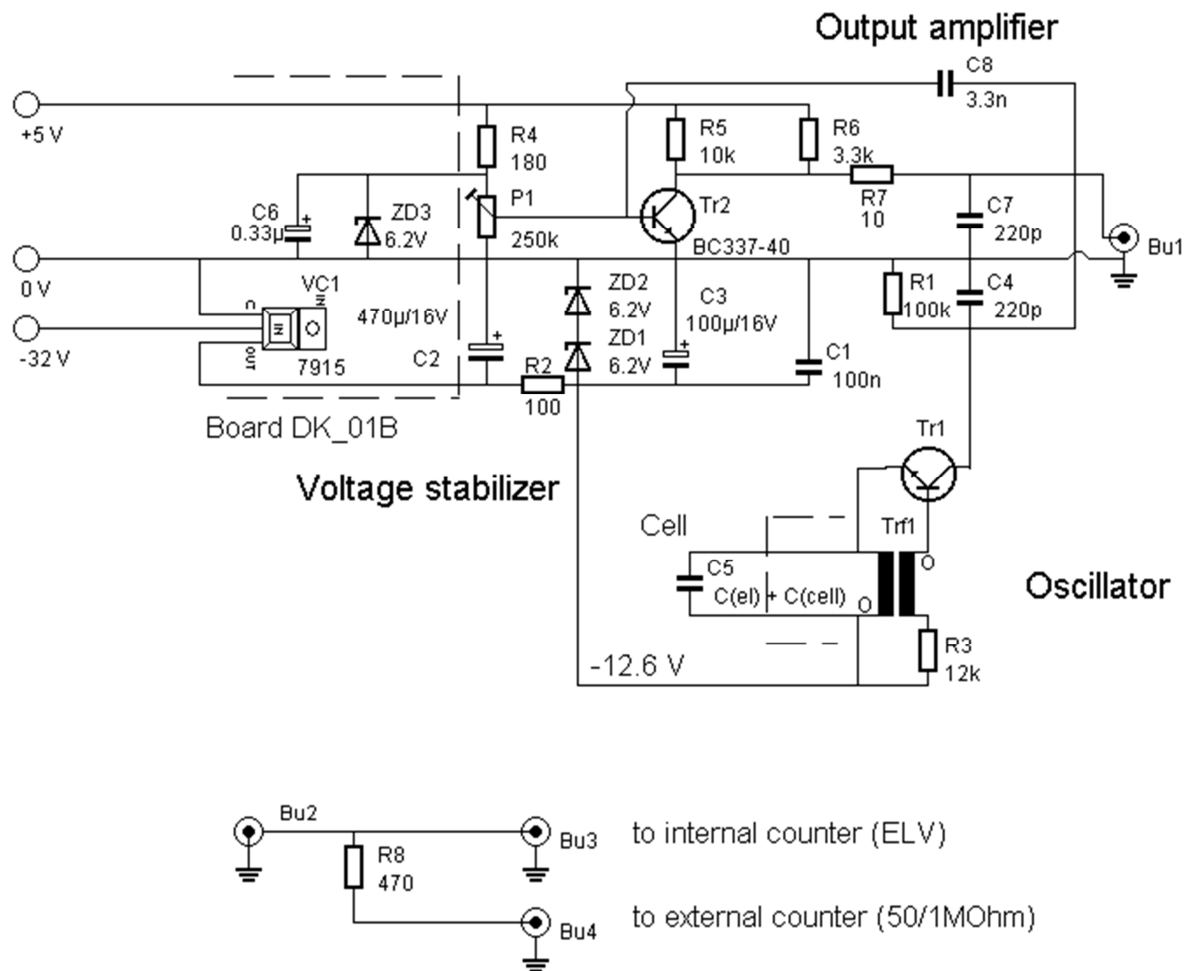 Output amplifier
C8
3.3n
+5 V
R4
180
R5
10k
R6
3.3k
C6
0.33µ
+
ZD3
6.2V
P1
250k
Tr2
BC337-40
R7
10
C7
220p
Bu1
0 V
-32 V
VC1
C
IN
IN
OUT
7915
470µ/16V
C2
+
ZD2
6.2V
ZD1
6.2V
C3
100µ/16V
+
R1
100k
C4
220p
R2
100
C1
100n
Board DK_01B
Voltage stabilizer
Tr1
Cell
Trf1
C5
C(el) + C(cell)
O
O
Oscillator
R3
12k
-12.6 V
Bu2
Bu3
to internal counter (ELV)
R8
470
Bu4
to external counter (50/1MOhm)